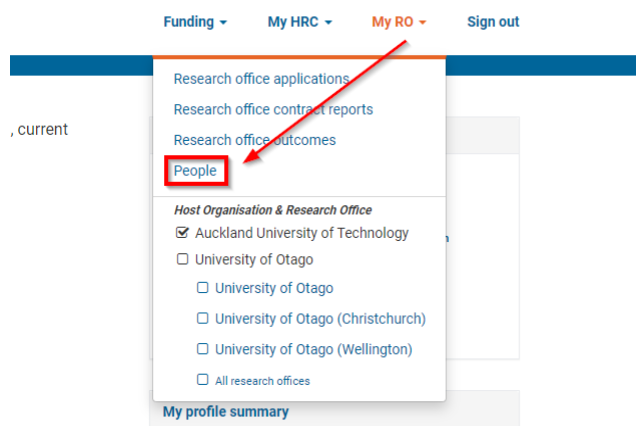 Funding My HRC My RO Sign out
Research office applications
Research office contract reports
, current
Research office outcomes
People
Host Organisation & Research Office
Auckland University of Technology
University of Otago
University of Otago
University of Otago (Christchurch)
University of Otago (Wellington)
All research offices
My profile summary